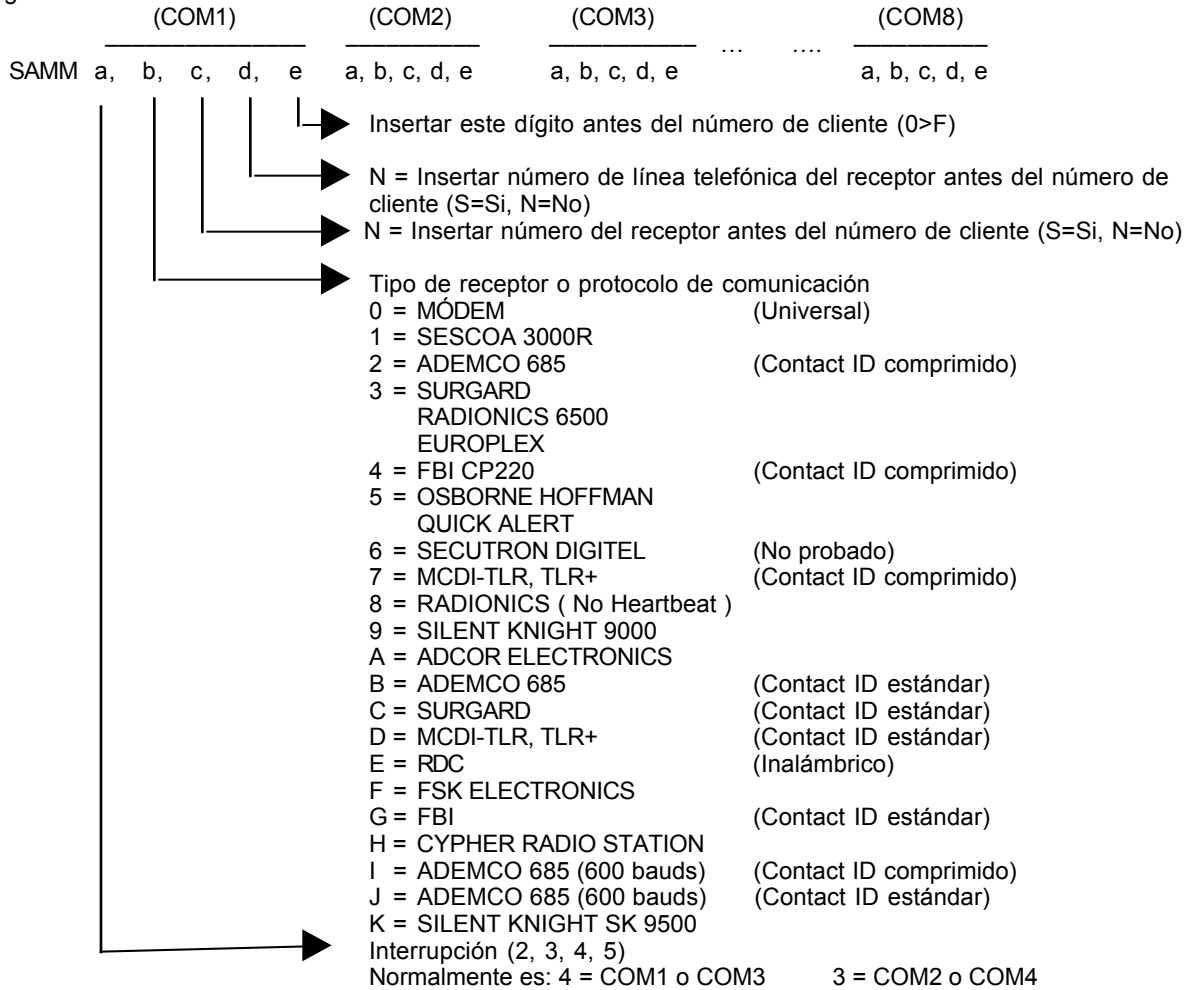 (COM1) (COM2) (COM3) (COM8)
… ….
SAMM a, b, c, d, e a, b, c, d, e a, b, c, d, e a, b, c, d, e
Insertar este dígito antes del número de cliente (0>F)
N = Insertar número de línea telefónica del receptor antes del número de
cliente (S=Si, N=No)
N = Insertar número del receptor antes del número de cliente (S=Si, N=No)
Tipo de receptor o protocolo de comunicación
0 = MÓDEM (Universal)
1 = SESCOA 3000R
2 = ADEMCO 685 (Contact ID comprimido)
3 = SURGARD
RADIONICS 6500
EUROPLEX
4 = FBI CP220 (Contact ID comprimido)
5 = OSBORNE HOFFMAN
QUICK ALERT
6 = SECUTRON DIGITEL (No probado)
7 = MCDI-TLR, TLR+ (Contact ID comprimido)
8 = RADIONICS ( No Heartbeat )
9 = SILENT KNIGHT 9000
A = ADCOR ELECTRONICS
B = ADEMCO 685 (Contact ID estándar)
C = SURGARD (Contact ID estándar)
D = MCDI-TLR, TLR+ (Contact ID estándar)
E = RDC (Inalámbrico)
F = FSK ELECTRONICS
G = FBI (Contact ID estándar)
H = CYPHER RADIO STATION
I = ADEMCO 685 (600 bauds) (Contact ID comprimido)
J = ADEMCO 685 (600 bauds) (Contact ID estándar)
K = SILENT KNIGHT SK 9500
Interrupción (2, 3, 4, 5)
Normalmente es: 4 = COM1 o COM3 3 = COM2 o COM4